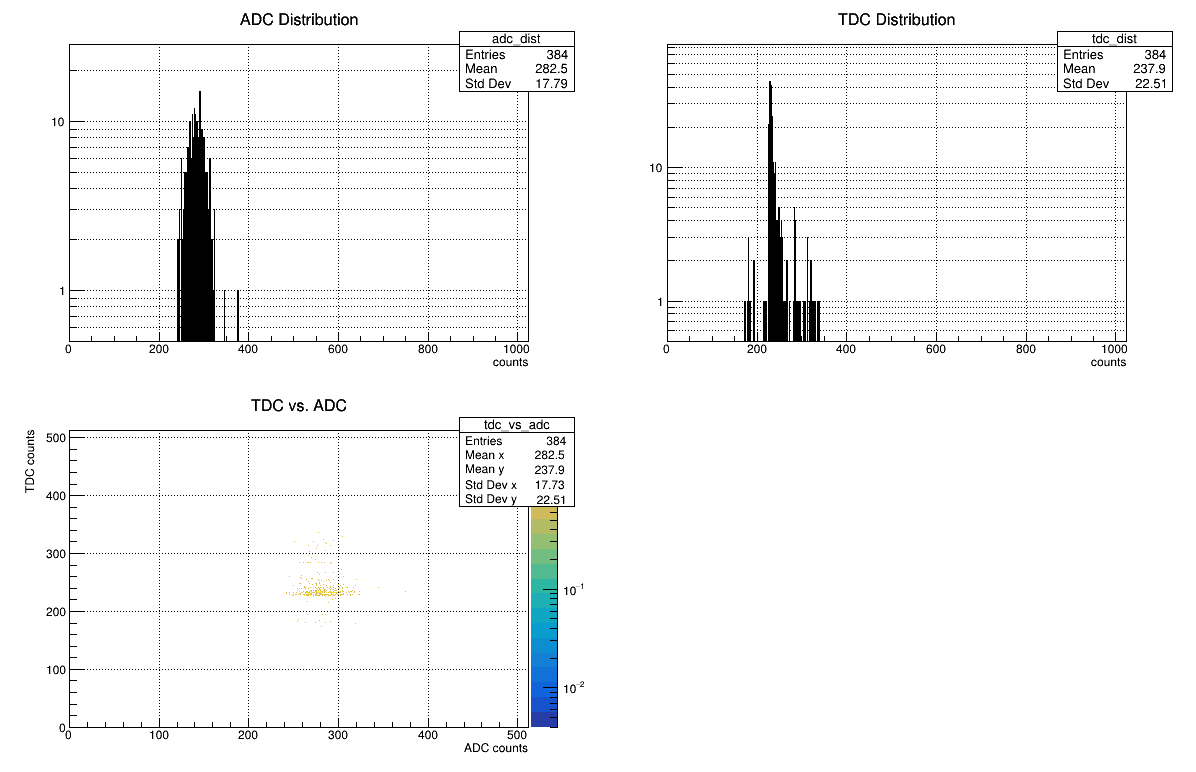 ADC Distribution
adc_dist
Entries 384
Mean 282.5
Std Dev 17.79
10
1
0 200 400 600 800 1000
counts
TDC Distribution
tdc_dist
Entries 384
Mean 237.9
Std Dev 22.51
10
1
0 200 400 600 800 1000
counts
TDC vs. ADC
tdc_vs_adc
Entries 384
Mean x 282.5
Mean y 237.9
Std Dev x 17.73
Std Dev y 22.51
TDC counts
500
400
300
200
100
0
0 100 200 300 400 500
ADC counts
10⁻¹
10⁻²